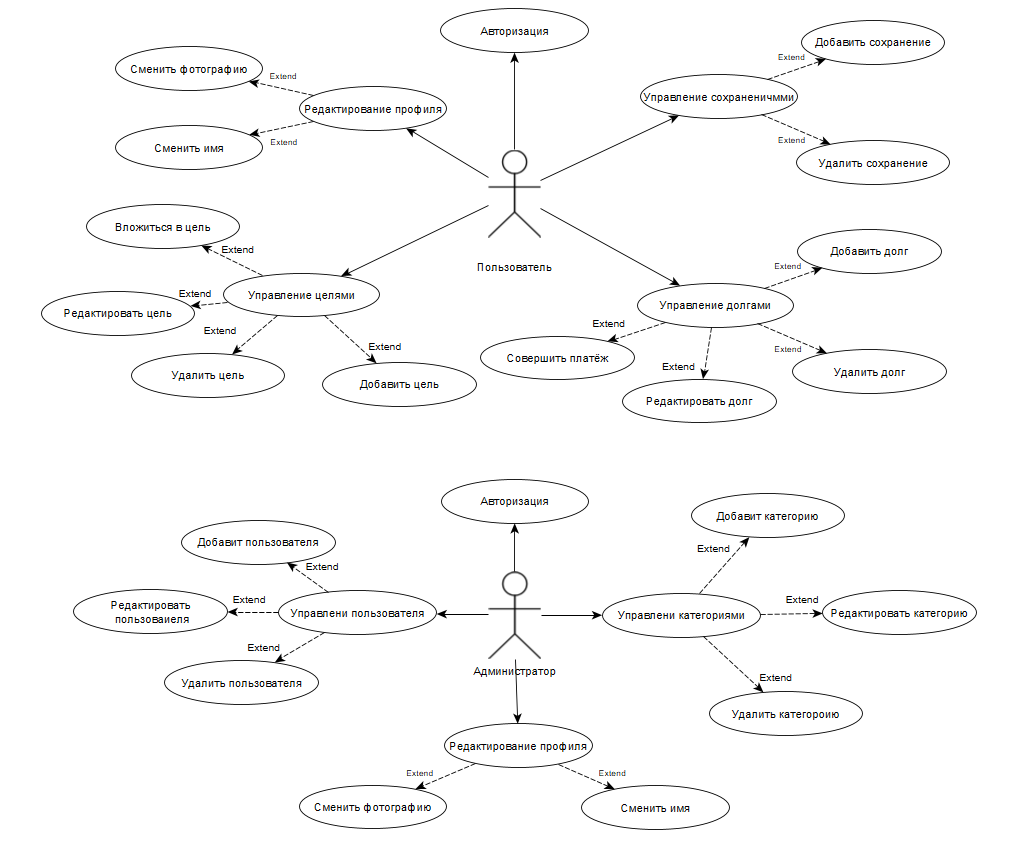 Авторизация
Добавить сохранение
Extend
Сменить фотографию
Extend
Управление сохраненичмми
Редактирование профиля
Extend
Extend
Сменить имя
Удалить сохранение
Вложиться в цель
Extend
Пользователь
Добавить долг
Extend
Управление целями
Extend
Редактировать цель
Управление долгами
Extend
Extend
Extend
Extend
Совершить платёж
Extend
Удалить цель
Добавить цель
Удалить долг
Редактировать долг
Авторизация
Добавит категорию
Добавит пользователя
Extend
Extend
Редактировать
пользоваиеля
Extend
Управлени пользователя
Управлени категориями
Extend
Редактировать категорию
Extend
Удалить пользователя
Администратор
Extend
Удалить категороию
Редактирование профиля
Extend
Extend
Сменить фотографию
Сменить имя